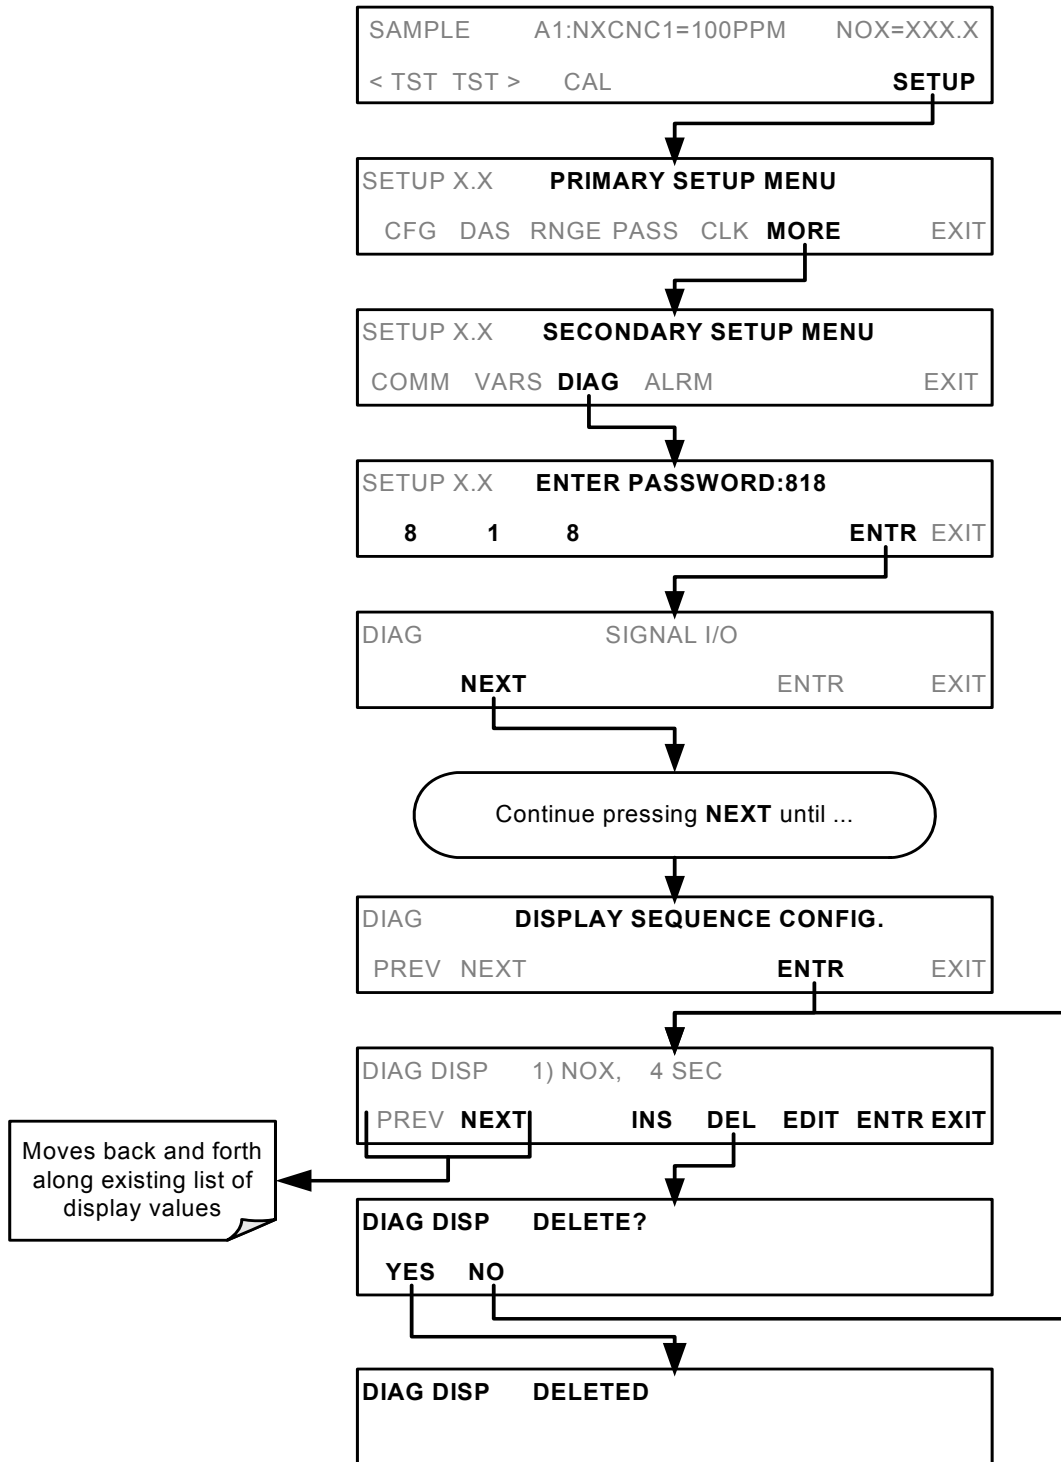 SAMPLE A1:NXCNC1=100PPM NOX=XXX.X
< TST TST > CAL SETUP
SETUP X.X PRIMARY SETUP MENU
CFG DAS RNGE PASS CLK MORE EXIT
SETUP X.X SECONDARY SETUP MENU
COMM VARS DIAG ALRM EXIT
SETUP X.X ENTER PASSWORD:818
8 1 8 ENTR EXIT
DIAG SIGNAL I/O
NEXT ENTR EXIT
Continue pressing NEXT until ...
DIAG DISPLAY SEQUENCE CONFIG.
PREV NEXT ENTR EXIT
DIAG DISP 1) NOX, 4 SEC
PREV NEXT INS DEL EDIT ENTR EXIT
Moves back and forth
along existing list of
display values
DIAG DISP DELETE?
YES NO
DIAG DISP DELETED